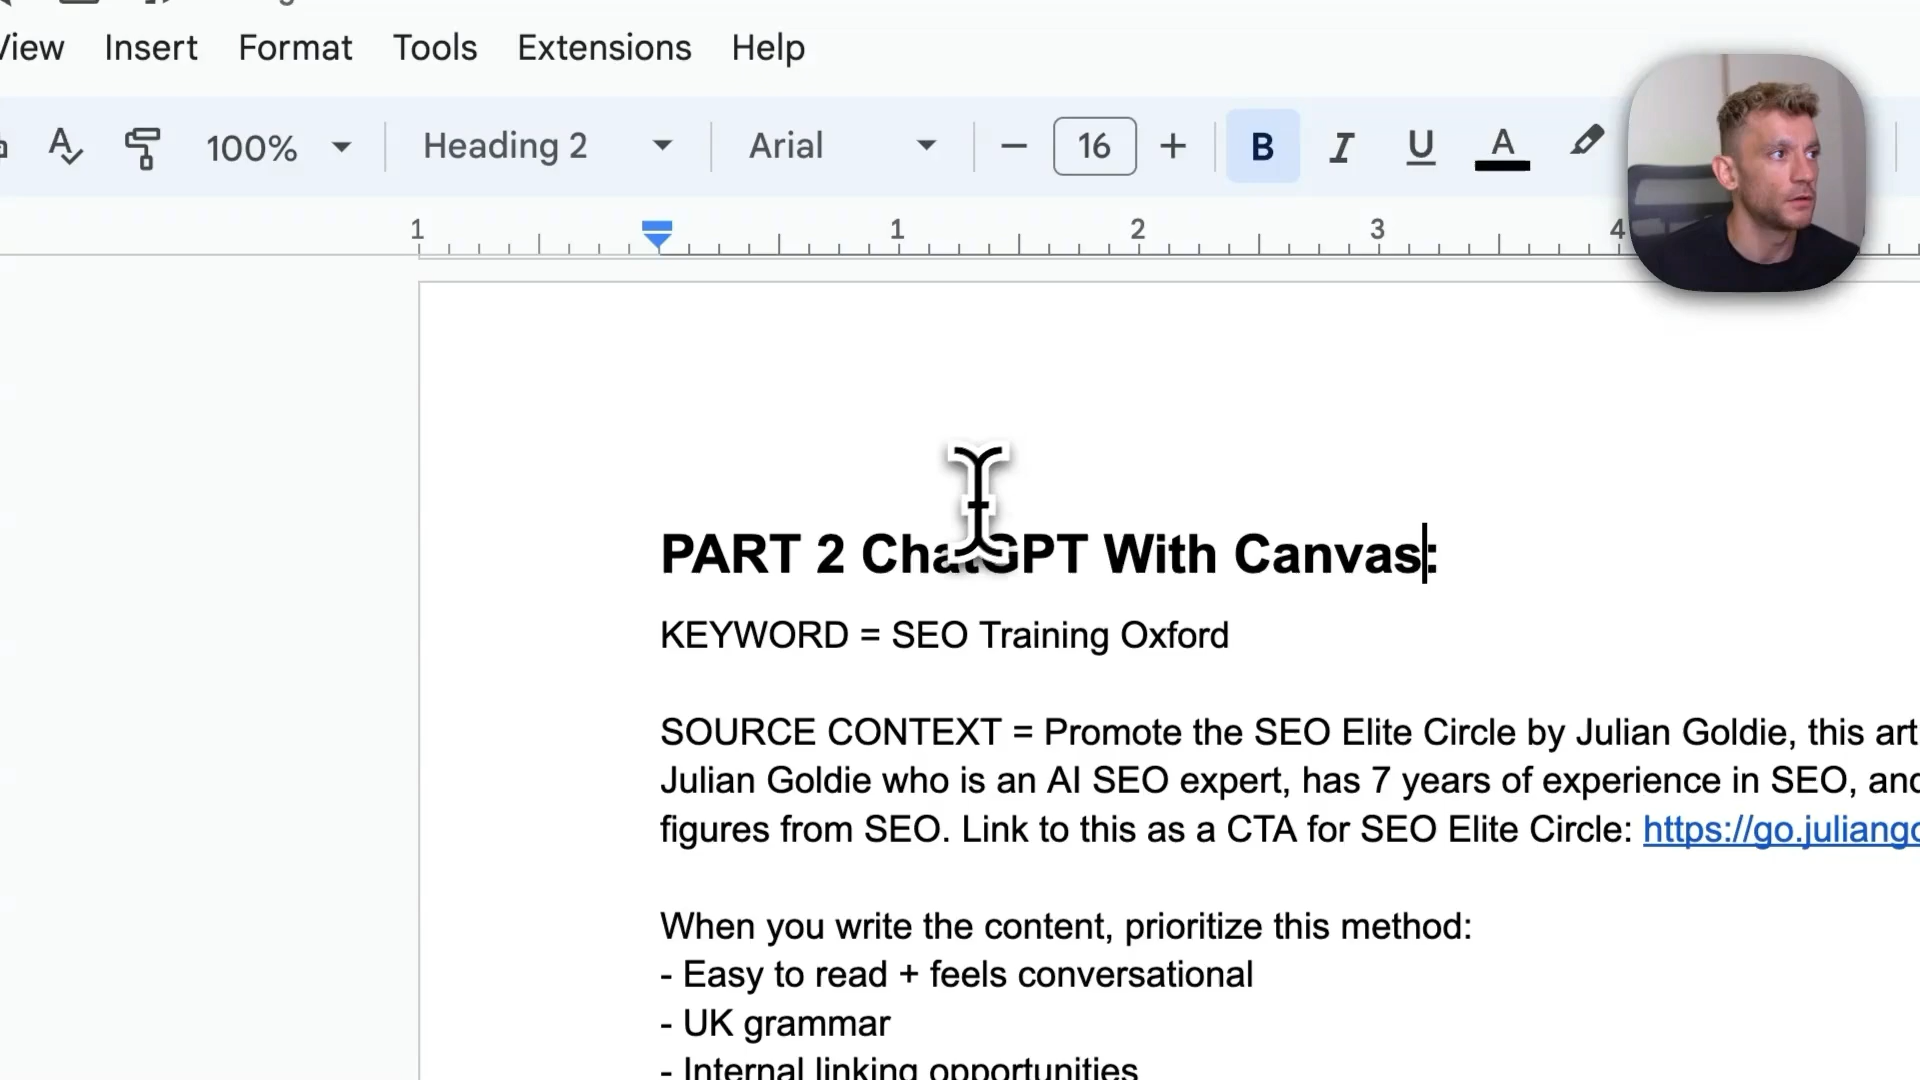 View Insert Format Tools Extensions Help
100% Heading 2 Arial 16 B I U A
1 1 2 3 4
PART 2 ChatGPT With Canvas:
KEYWORD = SEO Training Oxford
SOURCE CONTEXT = Promote the SEO Elite Circle by Julian Goldie, this
Julian Goldie who is an AI SEO expert, has 7 years of experience in SEO, and
figures from SEO. Link to this as a CTA for SEO Elite Circle: https://go.juliang
When you write the content, prioritize this method:
- Easy to read + feels conversational
- UK grammar
- Internal linking opportunities